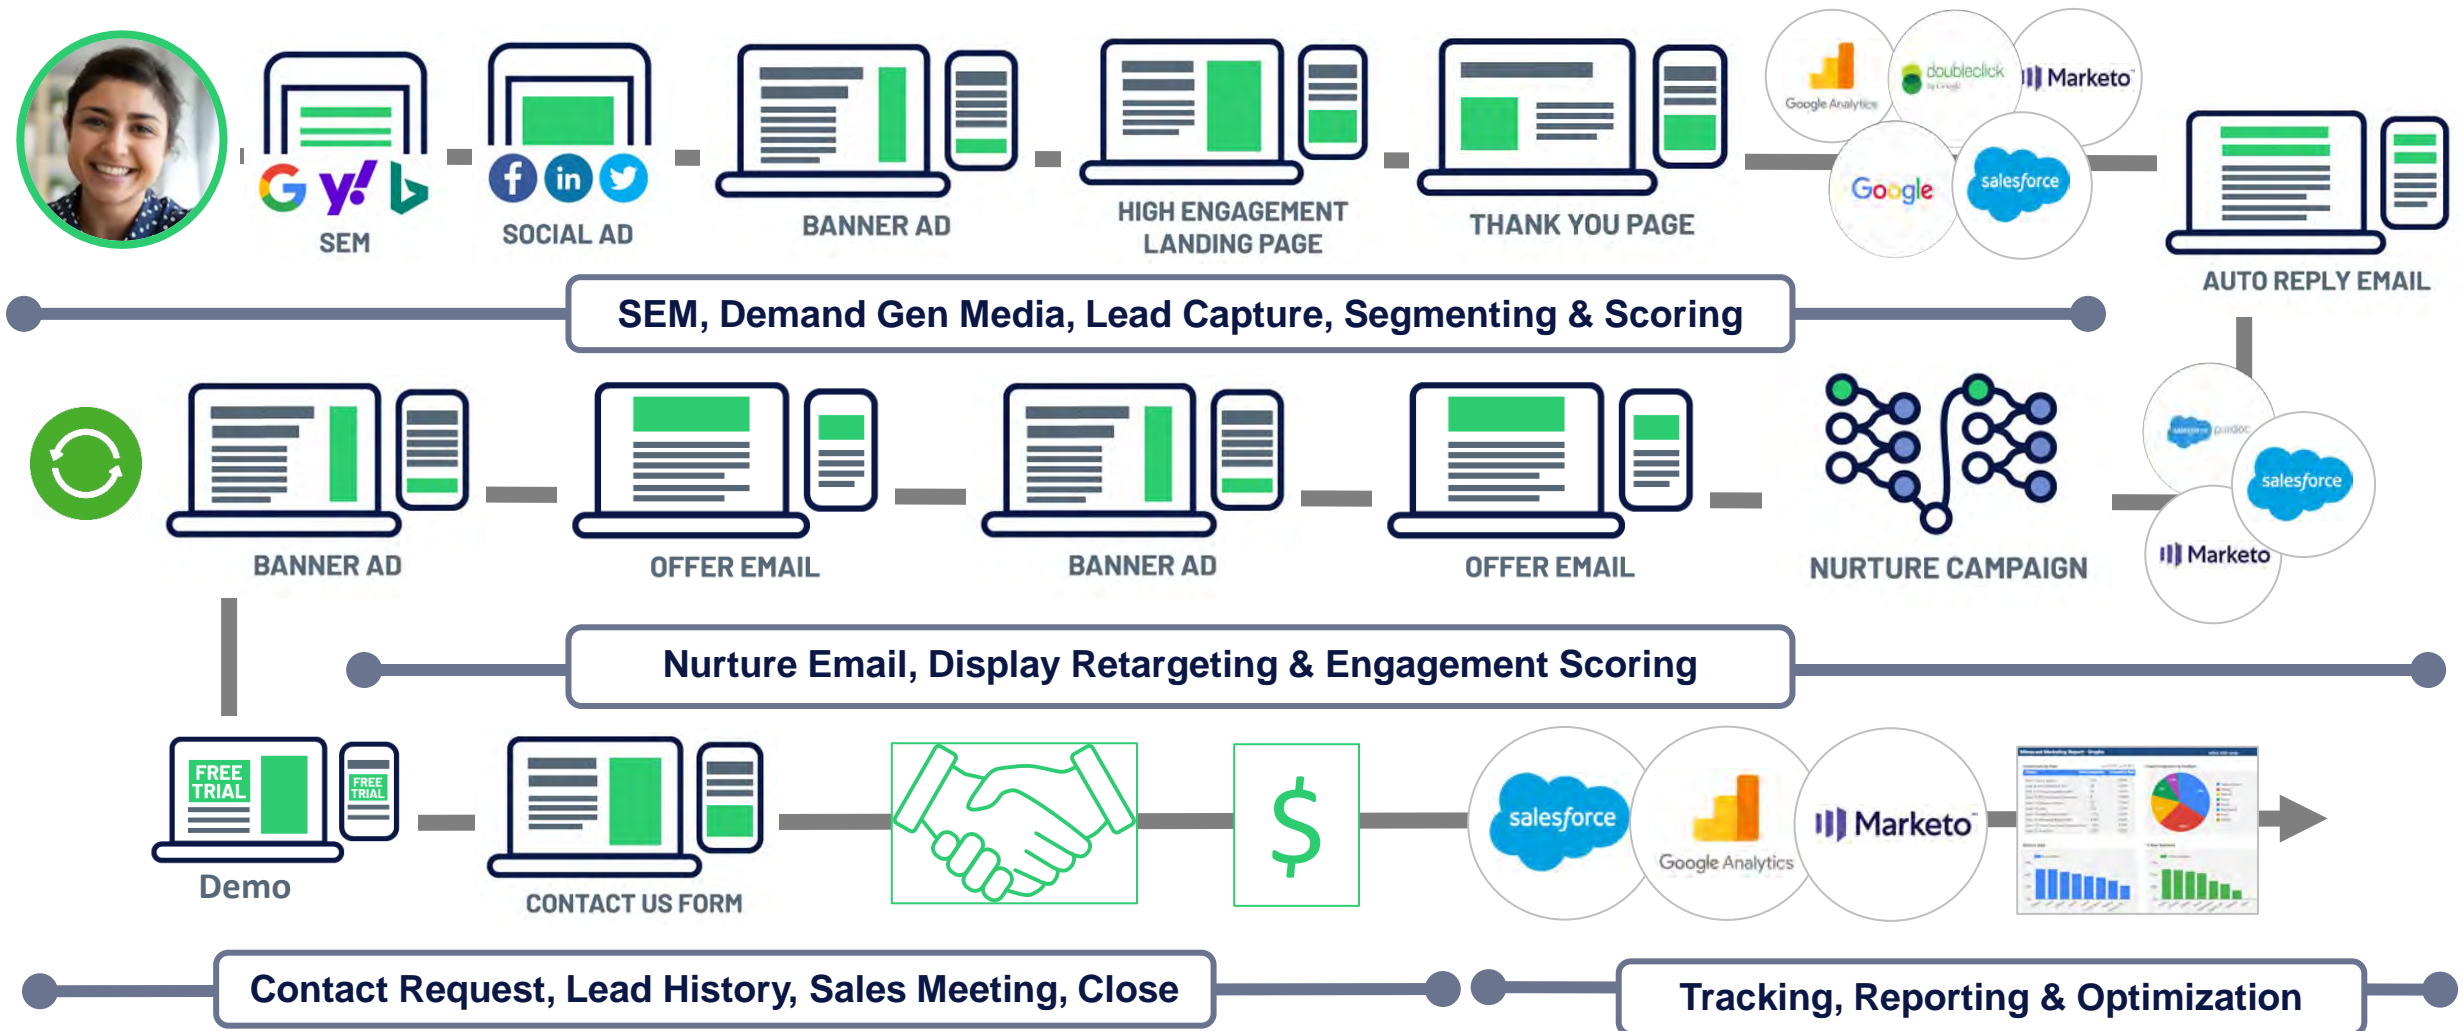 Google Analytics
doubleclick
by Google
Marketo
Google
salesforce
SEM
SOCIAL AD
BANNER AD
HIGH ENGAGEMENT
LANDING PAGE
THANK YOU PAGE
AUTO REPLY EMAIL
SEM, Demand Gen Media, Lead Capture, Segmenting & Scoring
BANNER AD
OFFER EMAIL
BANNER AD
OFFER EMAIL
NURTURE CAMPAIGN
salesforce
Marketo
Nurture Email, Display Retargeting & Engagement Scoring
FREE
TRIAL
FREE
TRIAL
Demo
CONTACT US FORM
$
salesforce
Google Analytics
Marketo
Contact Request, Lead History, Sales Meeting, Close
Tracking, Reporting & Optimization